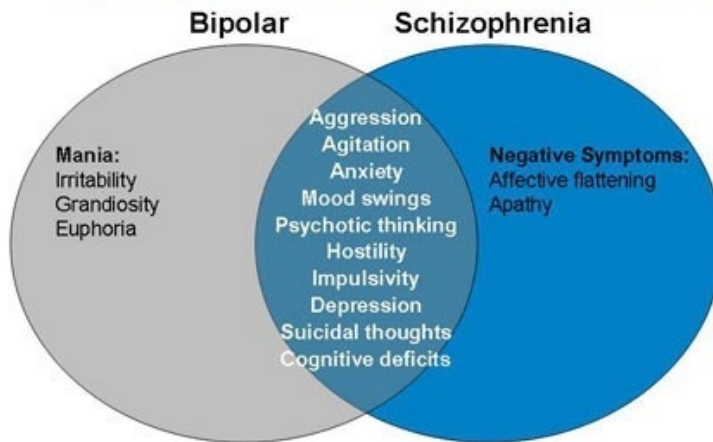 Bipolar
Schizophrenia
Mania:
Irritability
Grandiosity
Euphoria
Aggression
Agitation
Anxiety
Mood swings
Psychotic thinking
Hostility
Impulsivity
Depression
Suicidal thoughts
Cognitive deficits
Negative Symptoms:
Affective flattening
Apathy